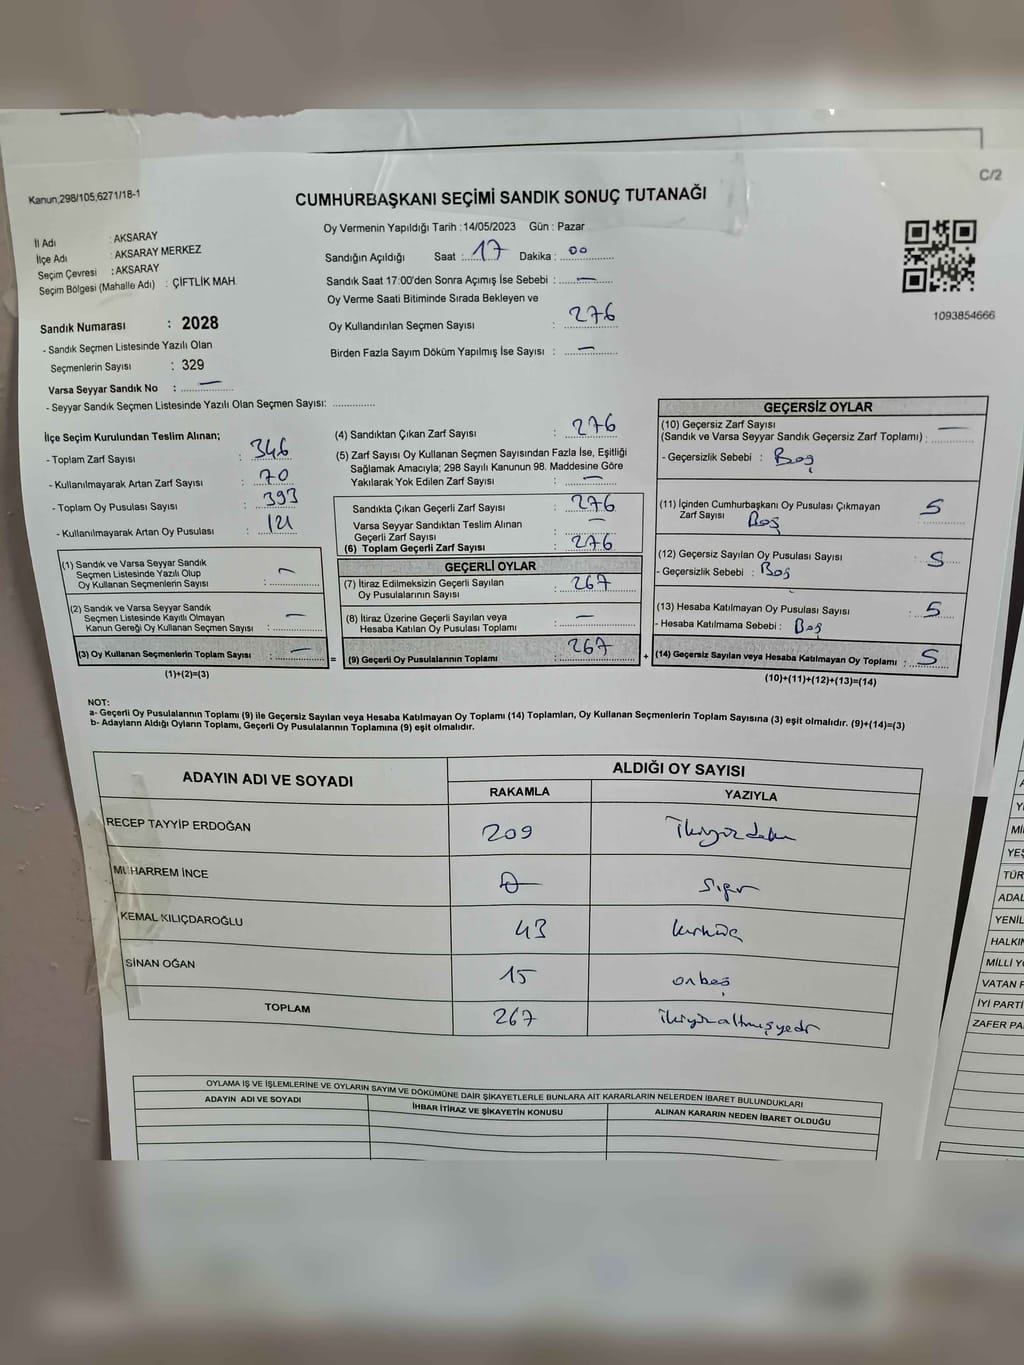 C/2
Kanun,298/105,6271/18-1
CUMHURBAŞKANI SEÇİMİ SANDIK SONUÇ TUTANAĞI
İl Adı : AKSARAY
İlçe Adı : AKSARAY MERKEZ
Seçim Çevresi : AKSARAY
Seçim Bölgesi (Mahalle Adı) : ÇİFTLİK MAH
Sandık Numarası : 2028
- Sandık Seçmen Listesinde Yazılı Olan
Seçmenlerin Sayısı : 329
Varsa Seyyar Sandık No : —
- Seyyar Sandık Seçmen Listesinde Yazılı Olan Seçmen Sayısı: ............
Oy Vermenin Yapıldığı Tarih :14/05/2023 Gün : Pazar
Sandığın Açıldığı Saat : 17 Dakika : 00
Sandık Saat 17:00'den Sonra Açımış İse Sebebi : —
Oy Verme Saati Bitiminde Sırada Bekleyen ve
Oy Kullandırılan Seçmen Sayısı : 276
Birden Fazla Sayım Döküm Yapılmış İse Sayısı : —
1093854666
İlçe Seçim Kurulundan Teslim Alınan;
- Toplam Zarf Sayısı : 346
- Kullanılmayarak Artan Zarf Sayısı : 70
- Toplam Oy Pusulası Sayısı : 393
- Kullanılmayarak Artan Oy Pusulası : 121
(1) Sandık ve Varsa Seyyar Sandık
Seçmen Listesinde Yazılı Olup
Oy Kullanan Seçmenlerin Sayısı : —
(2) Sandık ve Varsa Seyyar Sandık
Seçmen Listesinde Kayıtlı Olmayan
Kanun Gereği Oy Kullanan Seçmen Sayısı : —
(3) Oy Kullanan Seçmenlerin Toplam Sayısı : — =
(1)+(2)=(3)
(4) Sandıktan Çıkan Zarf Sayısı : 276
(5) Zarf Sayısı Oy Kullanan Seçmen Sayısından Fazla İse, Eşitliği
Sağlamak Amacıyla; 298 Sayılı Kanunun 98. Maddesine Göre
Yakılarak Yok Edilen Zarf Sayısı : —
Sandıkta Çıkan Geçerli Zarf Sayısı : 276
Varsa Seyyar Sandıktan Teslim Alınan —
Geçerli Zarf Sayısı :
(6) Toplam Geçerli Zarf Sayısı : 276
GEÇERLİ OYLAR
(7) İtiraz Edilmeksizin Geçerli Sayılan 267
Oy Pusulalarının Sayısı :
(8) İtiraz Üzerine Geçerli Sayılan veya —
Hesaba Katılan Oy Pusulası Toplamı :
(9) Geçerli Oy Pusulalarının Toplamı : 267 +
GEÇERSİZ OYLAR
(10) Geçersiz Zarf Sayısı —
(Sandık ve Varsa Seyyar Sandık Geçersiz Zarf Toplamı) :
- Geçersizlik Sebebi : Boş
(11) İçinden Cumhurbaşkanı Oy Pusulası Çıkmayan 5
Zarf Sayısı Boş
(12) Geçersiz Sayılan Oy Pusulası Sayısı : 5
- Geçersizlik Sebebi : Boş
(13) Hesaba Katılmayan Oy Pusulası Sayısı : 5
- Hesaba Katılmama Sebebi : Boş
(14) Geçersiz Sayılan veya Hesaba Katılmayan Oy Toplamı : 5
(10)+(11)+(12)+(13)=(14)
NOT:
a- Geçerli Oy Pusulalarının Toplamı (9) ile Geçersiz Sayılan veya Hesaba Katılmayan Oy Toplamı (14) Toplamları, Oy Kullanan Seçmenlerin Toplam Sayısına (3) eşit olmalıdır. (9)+(14)=(3)
b- Adayların Aldığı Oyların Toplamı, Geçerli Oy Pusulalarının Toplamına (9) eşit olmalıdır.
ADAYIN ADI VE SOYADI ALDIĞI OY SAYISI
RAKAMLA YAZIYLA
RECEP TAYYİP ERDOĞAN 209
MUHARREM İNCE 0 Sıfır
KEMAL KILIÇDAROĞLU 43 kırküç
SİNAN OĞAN 15 onbeş
TOPLAM 267 ikiyüzaltmışyedi
OYLAMA İŞ VE İŞLEMLERİNE VE OYLARIN SAYIM VE DÖKÜMÜNE DAİR ŞİKAYETLERLE BUNLARA AİT KARARLARIN NELERDEN İBARET BULUNDUKLARI
ADAYIN ADI VE SOYADI İHBAR İTİRAZ VE ŞİKAYETİN KONUSU ALINAN KARARIN NEDEN İBARET OLDUĞU
TÜR
ADAL
YENİL
HALKIN
MİLLİ YO
VATAN P
İYİ PARTİ
ZAFER PA